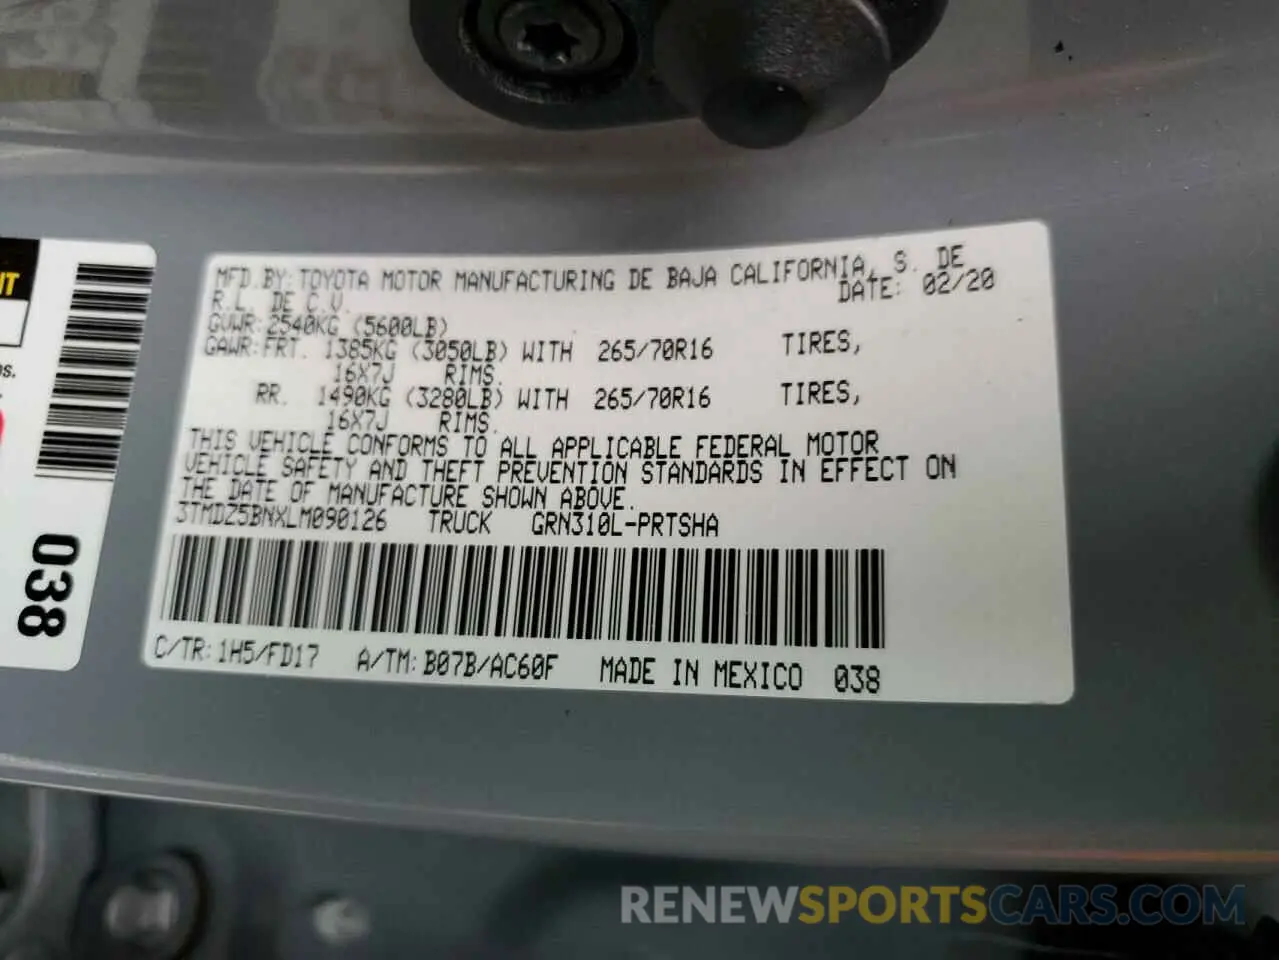 MFD.BY: TOYOTA MOTOR MANUFACTURING DE BAJA CALIFORNIA, S. DE
R.L. DE C.V. DATE: 02/20
GVWR: 2540KG (5600LB)
GAWR: FRT. 1385KG (3050LB) WITH 265/70R16 TIRES,
16X7J RIMS.
RR. 1490KG (3280LB) WITH 265/70R16 TIRES,
16X7J RIMS.
THIS VEHICLE CONFORMS TO ALL APPLICABLE FEDERAL MOTOR
VEHICLE SAFETY AND THEFT PREVENTION STANDARDS IN EFFECT ON
THE DATE OF MANUFACTURE SHOWN ABOVE.
3TMDZ5BNXLM090126 TRUCK GRN310L-PRTSHA
C/TR: 1H5/FD17 A/TM: B07B/AC60F MADE IN MEXICO 038
038
RENEWSPORTSCARS.COM